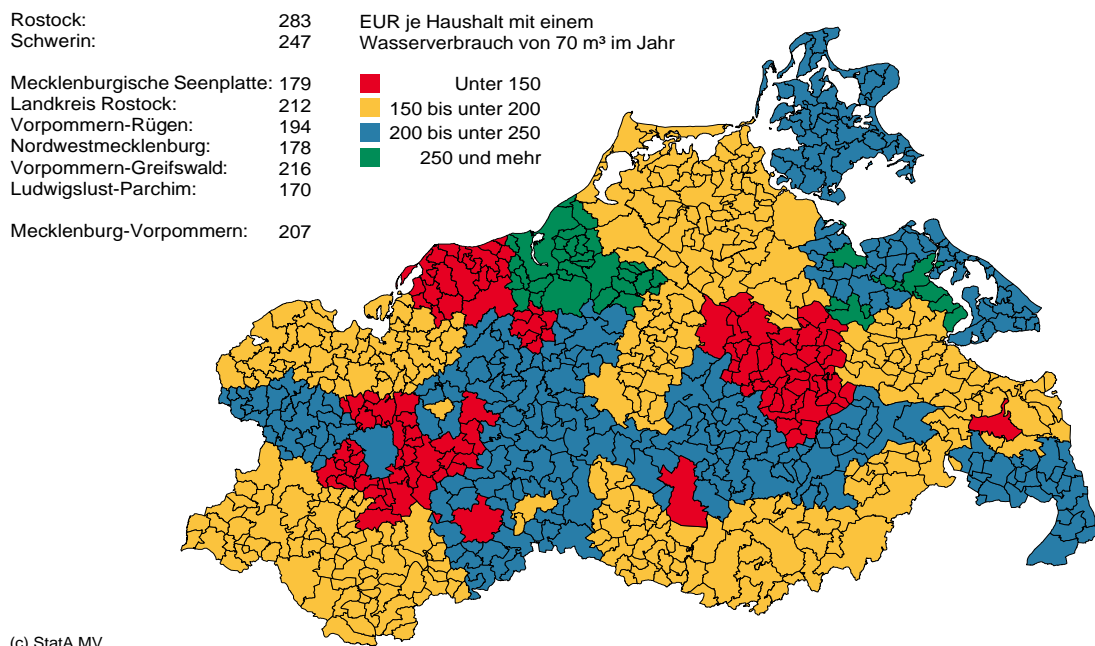 Rostock: 283
Schwerin: 247
Mecklenburgische Seenplatte: 179
Landkreis Rostock: 212
Vorpommern-Rügen: 194
Nordwestmecklenburg: 178
Vorpommern-Greifswald: 216
Ludwigslust-Parchim: 170
Mecklenburg-Vorpommern: 207
EUR je Haushalt mit einem
Wasserverbrauch von 70 m³ im Jahr
Unter 150
150 bis unter 200
200 bis unter 250
250 und mehr
(c) StatA MV